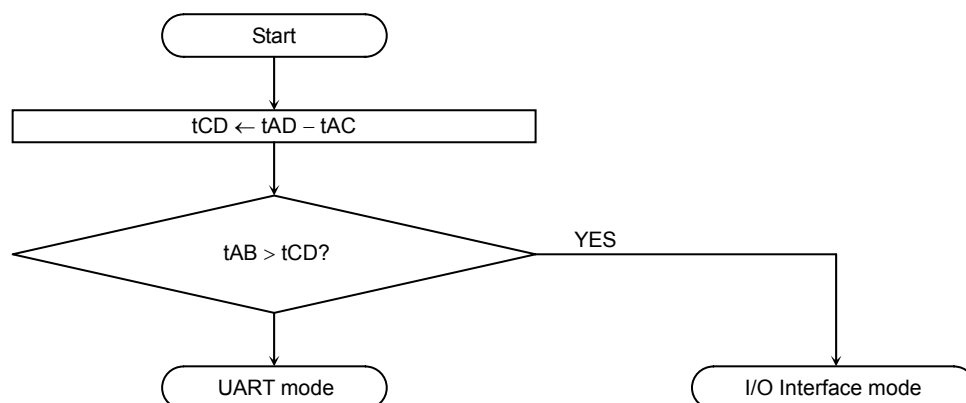 Start
tCD ← tAD − tAC
tAB > tCD?
YES
UART mode
I/O Interface mode